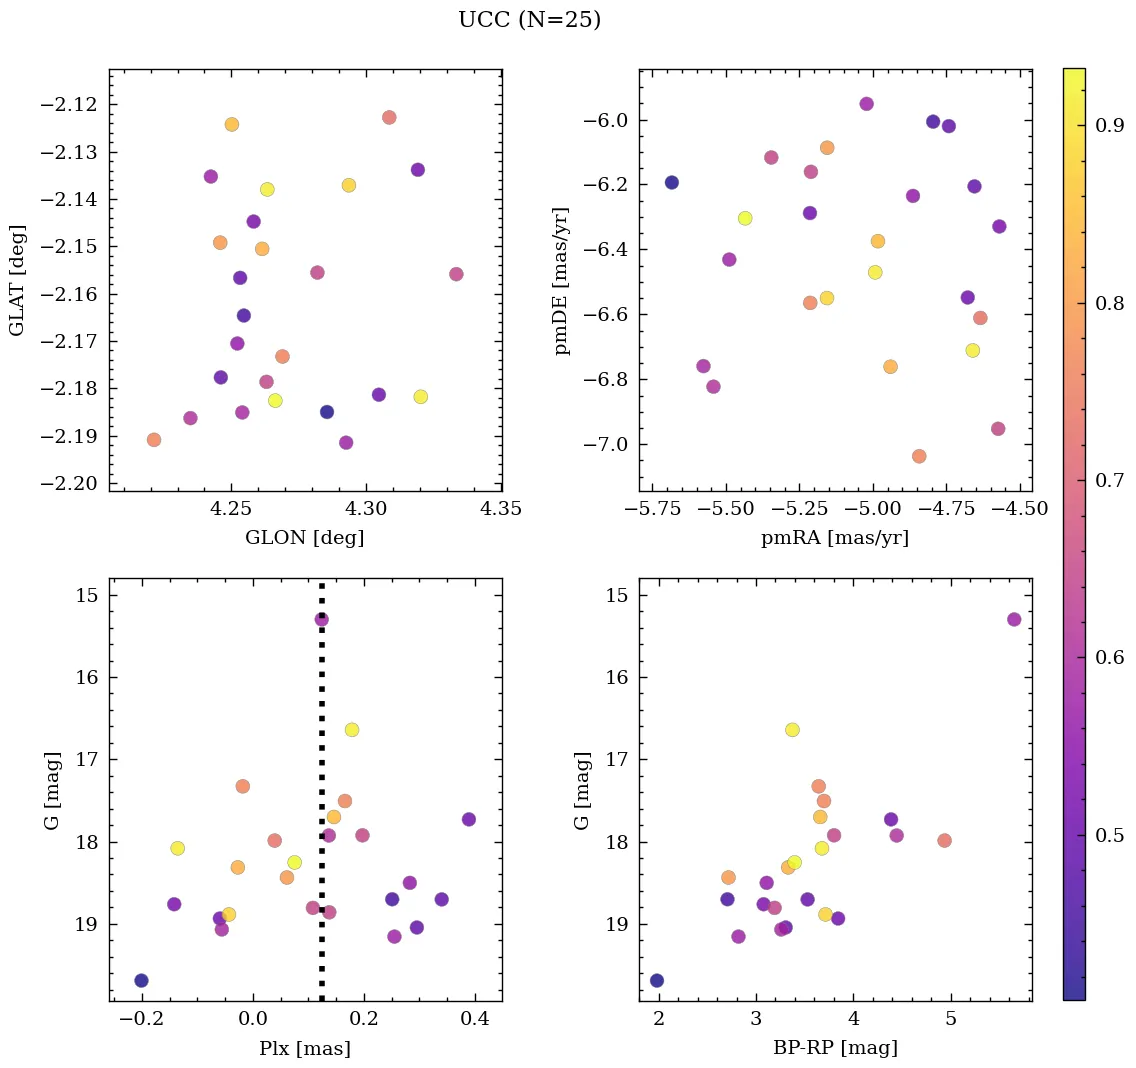 UCC (N=25)
−2.12
−2.13
−2.14
−2.15
−2.16
−2.17
−2.18
−2.19
−2.20
GLAT [deg]
4.25 4.30 4.35
GLON [deg]
−6.0
−6.2
−6.4
−6.6
−6.8
−7.0
pmDE [mas/yr]
−5.75 −5.50 −5.25 −5.00 −4.75 −4.50
pmRA [mas/yr]
15
16
17
18
19
G [mag]
−0.2 0.0 0.2 0.4
Plx [mas]
15
16
17
18
19
G [mag]
2 3 4 5
BP-RP [mag]
0.9
0.8
0.7
0.6
0.5